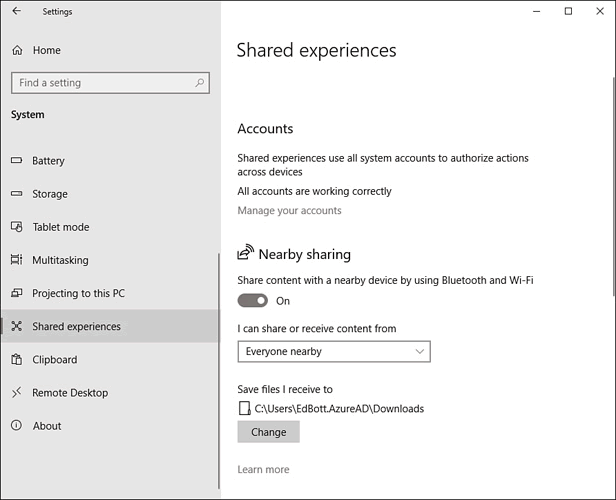 Settings
Home
Find a setting
System
Battery
Storage
Tablet mode
Multitasking
Projecting to this PC
Shared experiences
Clipboard
Remote Desktop
About
Shared experiences
Accounts
Shared experiences use all system accounts to authorize actions
across devices
All accounts are working correctly
Manage your accounts
Nearby sharing
Share content with a nearby device by using Bluetooth and Wi-Fi
On
I can share or receive content from
Everyone nearby
Save files I receive to
C:\Users\EdBott.AzureAD\Downloads
Change
Learn more